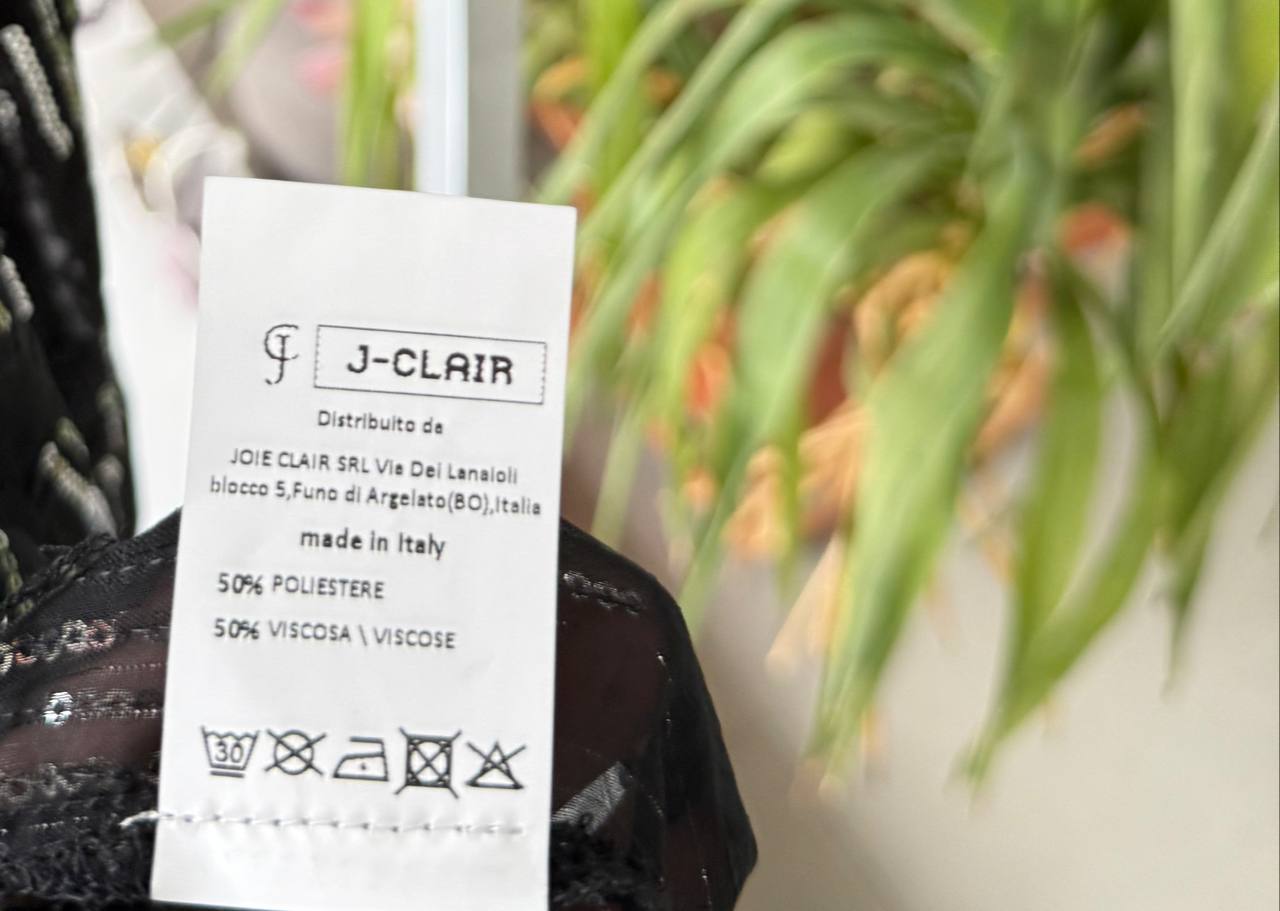 CJ J-CLAIR
Distribuito da
JOIE CLAIR SRL Via Dei Lanaioli
blocco 5,Funo di Argelato(BO),Italia
made in Italy
50% POLIESTERE
50% VISCOSA \ VISCOSE
30